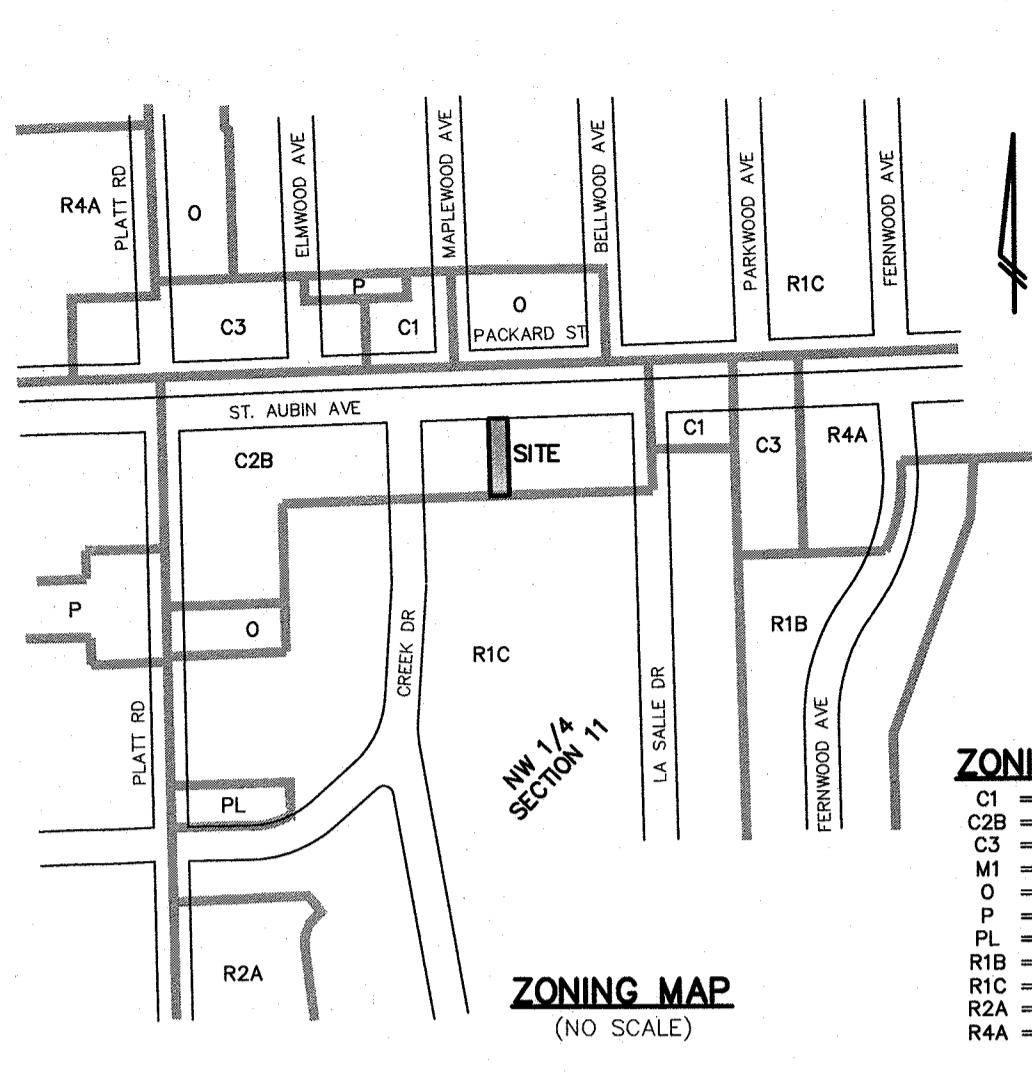 PLATT RD
ELMWOOD AVE
MAPLEWOOD AVE
BELLWOOD AVE
PARKWOOD AVE
FERNWOOD AVE
R4A
O
P
C3
C1
O
PACKARD ST
R1C
ST. AUBIN AVE
C2B
SITE
C1
C3
R4A
P
O
R1C
R1B
CREEK DR
LA SALLE DR
FERNWOOD AVE
PLATT RD
NW 1/4
SECTION 11
PL
R2A
ZONING MAP
(NO SCALE)
ZONI
C1 =
C2B =
C3 =
M1 =
O =
P =
PL =
R1B =
R1C =
R2A =
R4A =